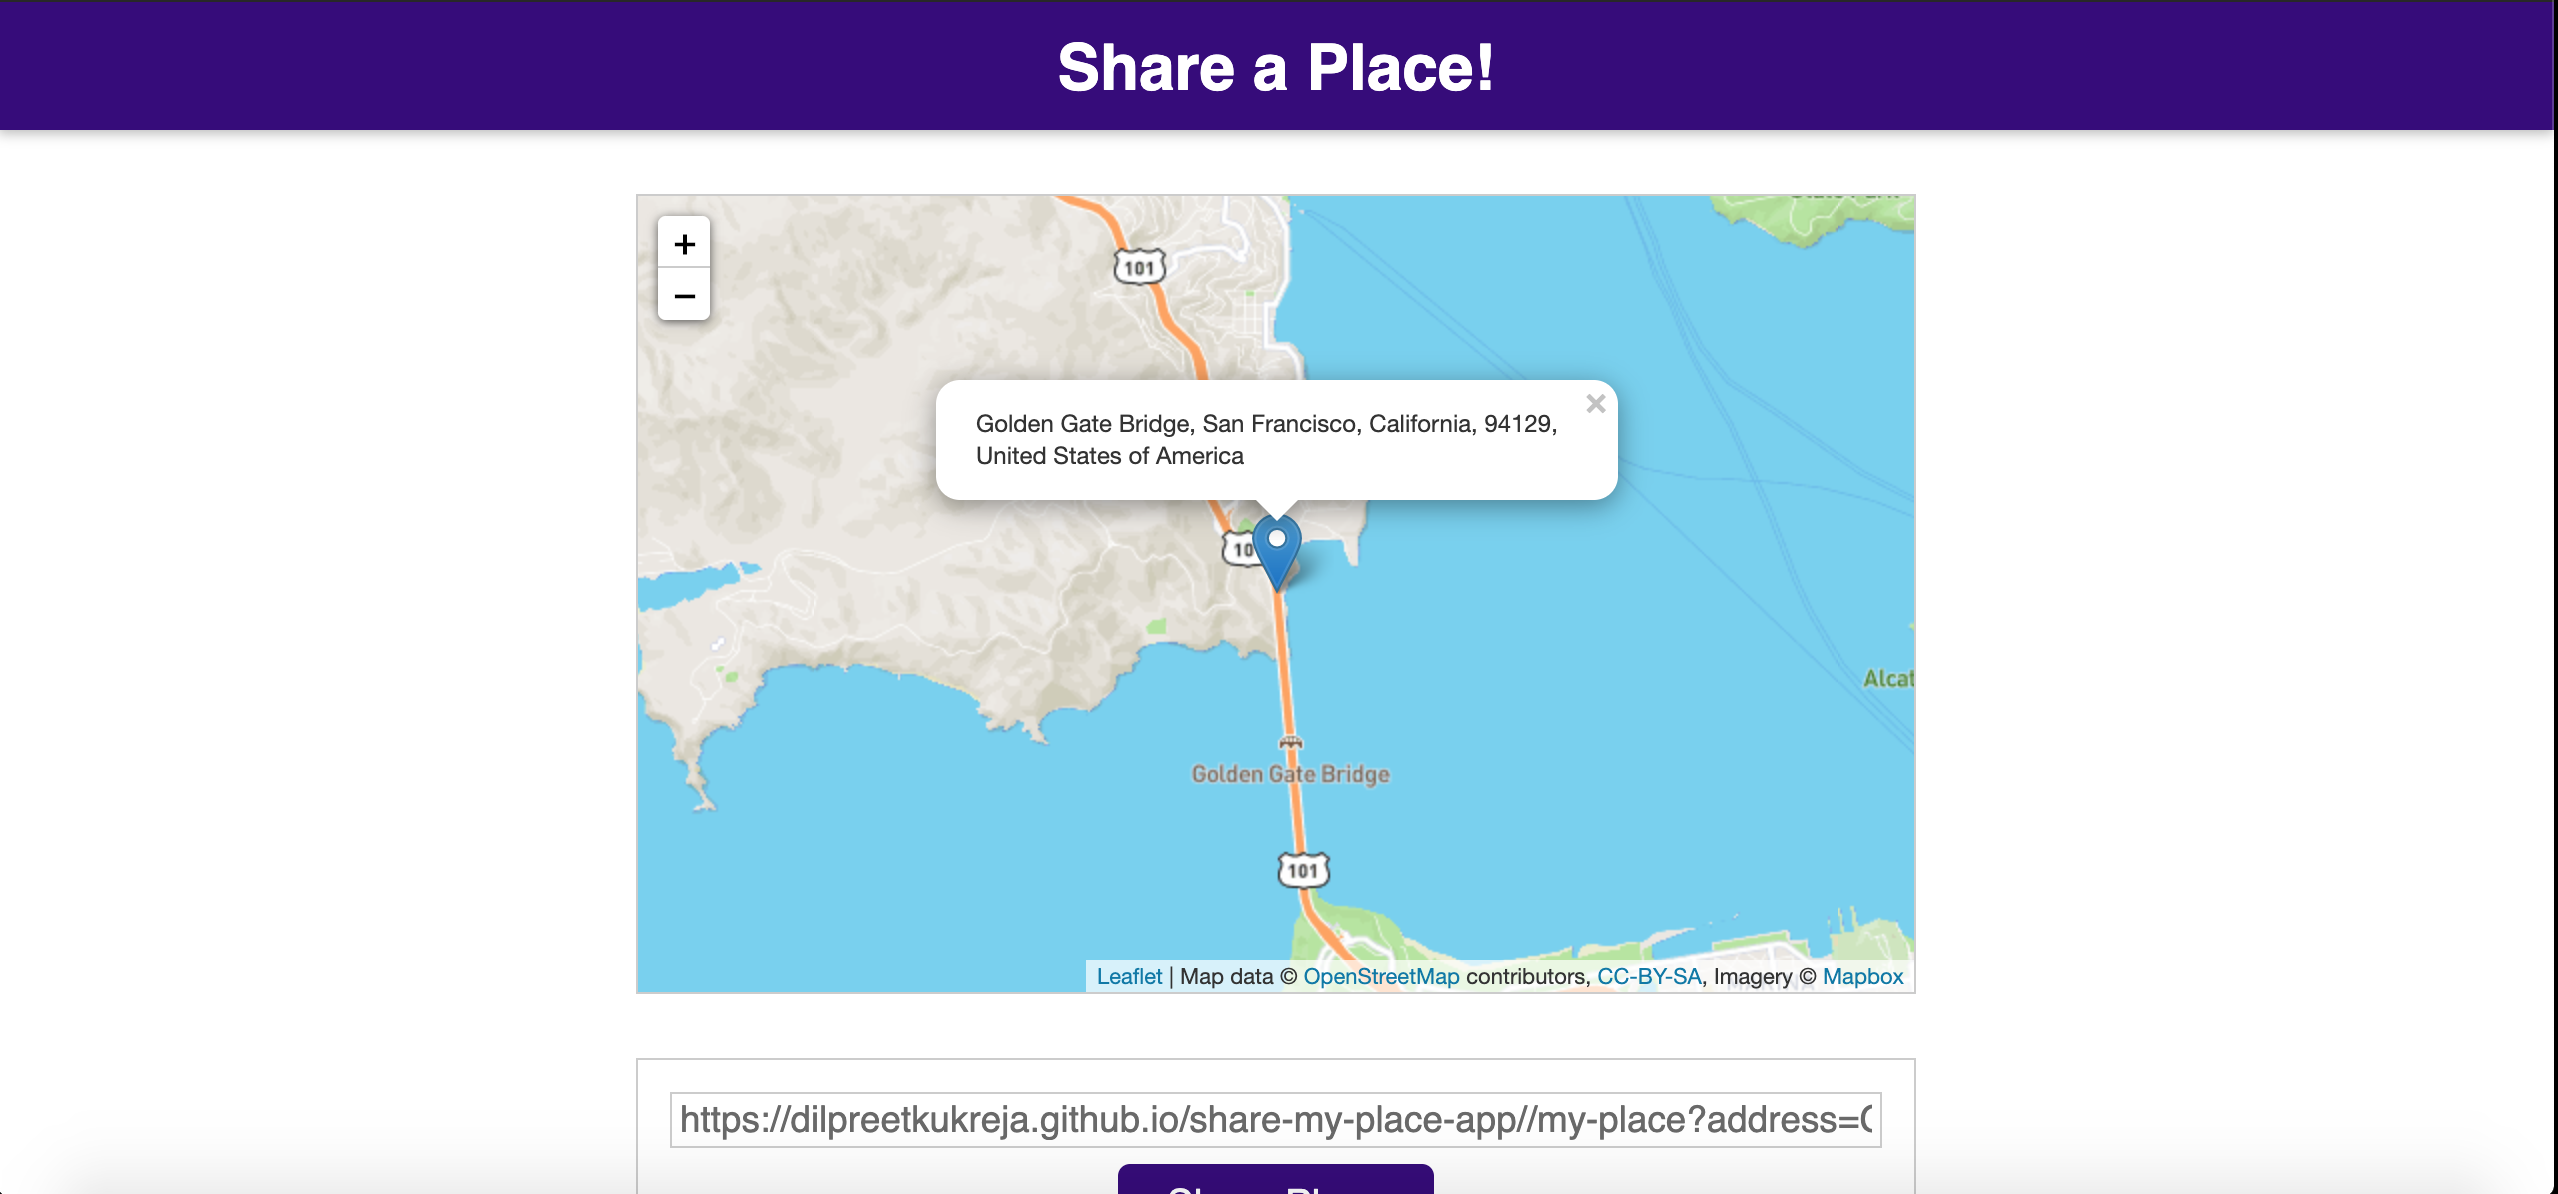 Share a Place!
+
101
−
Golden Gate Bridge, San Francisco, California, 94129,
United States of America
×
10
Alcat
Golden Gate Bridge
101
Leaflet | Map data © OpenStreetMap contributors, CC-BY-SA, Imagery © Mapbox
https://dilpreetkukreja.github.io/share-my-place-app//my-place?address=